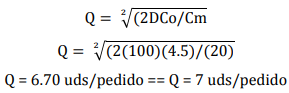 Q = ²√(2DCo/Cm
Q = ²√(2(100)(4.5)/(20)
Q = 6.70 uds/pedido == Q = 7 uds/pedido